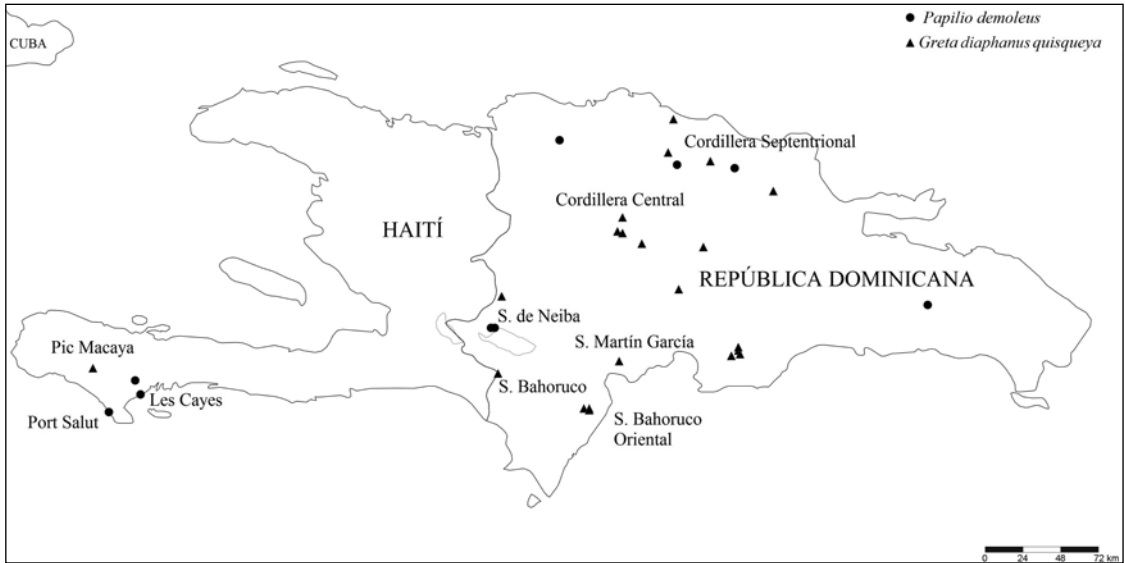 Papilio demoleus
CUBA
Greta diaphanus quisqueya
Cordillera Septentrional
Cordillera Central
HAITÍ
REPÚBLICA DOMINICANA
S. de Neiba
S. Martín García
Pic Macaya
S. Bahoruco
Les Cayes
Port Salut
S. Bahoruco
Oriental
0 24 48 72 km